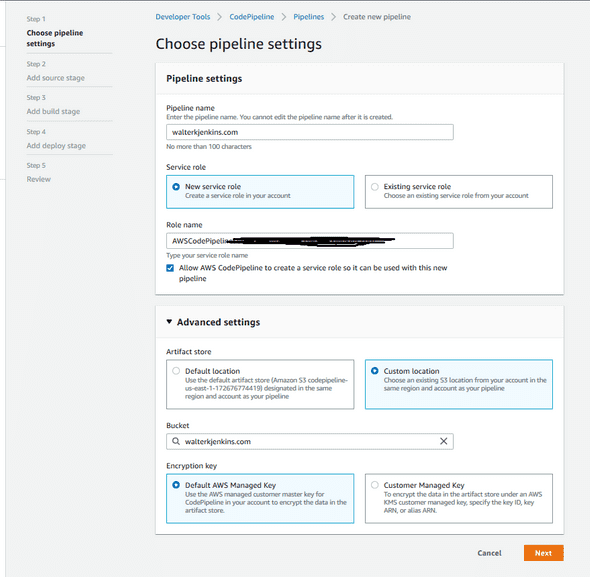 Step 1
Choose pipeline
settings
Step 2
Add source stage
Step 3
Add build stage
Step 4
Add deploy stage
Step 5
Review
Developer Tools > CodePipeline > Pipelines > Create new pipeline
Choose pipeline settings
Pipeline settings
Pipeline name
Enter the pipeline name. You cannot edit the pipeline name after it is created.
walterkjenkins.com
No more than 100 characters
Service role
New service role
Create a service role in your account
Existing service role
Choose an existing service role from your account
Role name
AWSCodePipeline
Type your service role name
Allow AWS CodePipeline to create a service role so it can be used with this new
pipeline
Advanced settings
Artifact store
Default location
Use the default artifact store (Amazon S3 codepipeline-
us-east-1-172676774419) designated in the same
region and account as your pipeline
Custom location
Choose an existing S3 location from your account in the
same region and account as your pipeline
Bucket
walterkjenkins.com
Encryption key
Default AWS Managed Key
Use the AWS managed customer master key for
CodePipeline in your account to encrypt the data in the
artifact store.
Customer Managed Key
To encrypt the data in the artifact store under an AWS
KMS customer managed key, specify the key ID, key
ARN, or alias ARN.
Cancel
Next